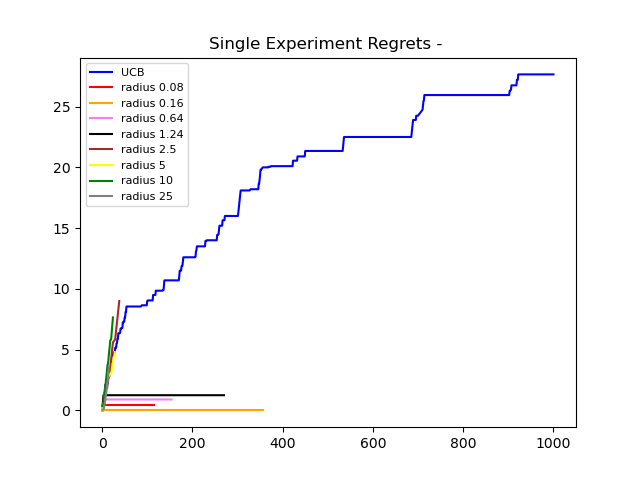 Single Experiment Regrets -
UCB
radius 0.08
radius 0.16
radius 0.64
radius 1.24
radius 2.5
radius 5
radius 10
radius 25
25
20
15
10
5
0
0 200 400 600 800 1000